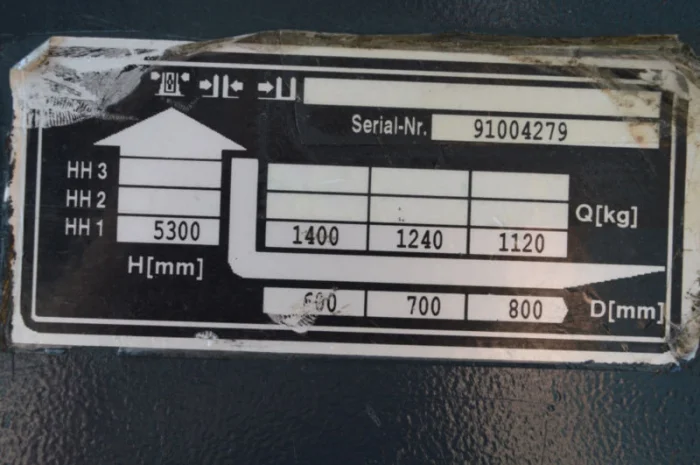 Serial-Nr. 91004279
HH 3
HH 2 Q[kg]
HH 1 5300 1400 1240 1120
H[mm]
600 700 800 D[mm]